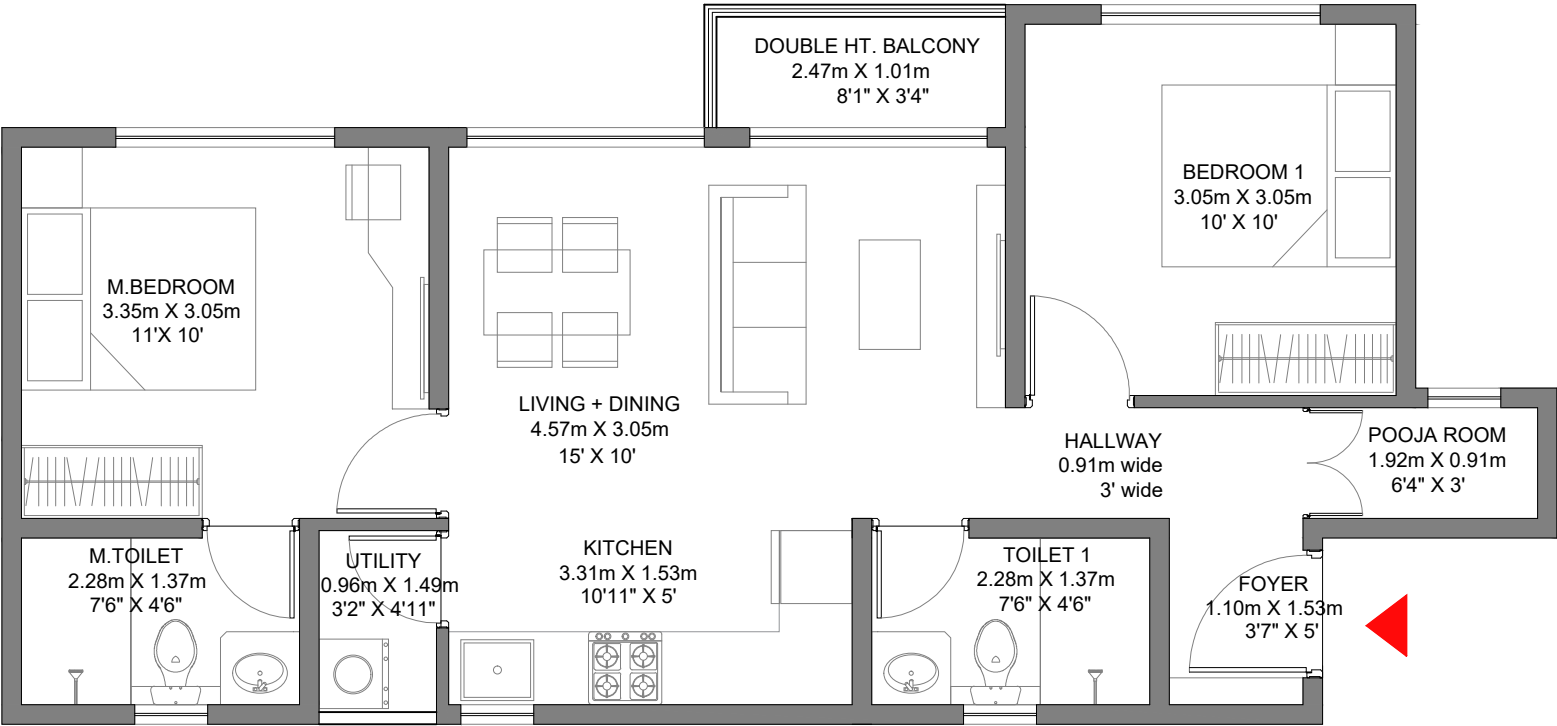 DOUBLE HT. BALCONY
2.47m X 1.01m
8'1" X 3'4"
BEDROOM 1
3.05m X 3.05m
10' X 10'
M.BEDROOM
3.35m X 3.05m
11'X 10'
LIVING + DINING
4.57m X 3.05m
15' X 10'
HALLWAY
0.91m wide
3' wide
POOJA ROOM
1.92m X 0.91m
6'4" X 3'
M.TOILET
2.28m X 1.37m
7'6" X 4'6"
UTILITY
0.96m X 1.49m
3'2" X 4'11"
KITCHEN
3.31m X 1.53m
10'11" X 5'
TOILET 1
2.28m X 1.37m
7'6" X 4'6"
FOYER
1.10m X 1.53m
3'7" X 5'